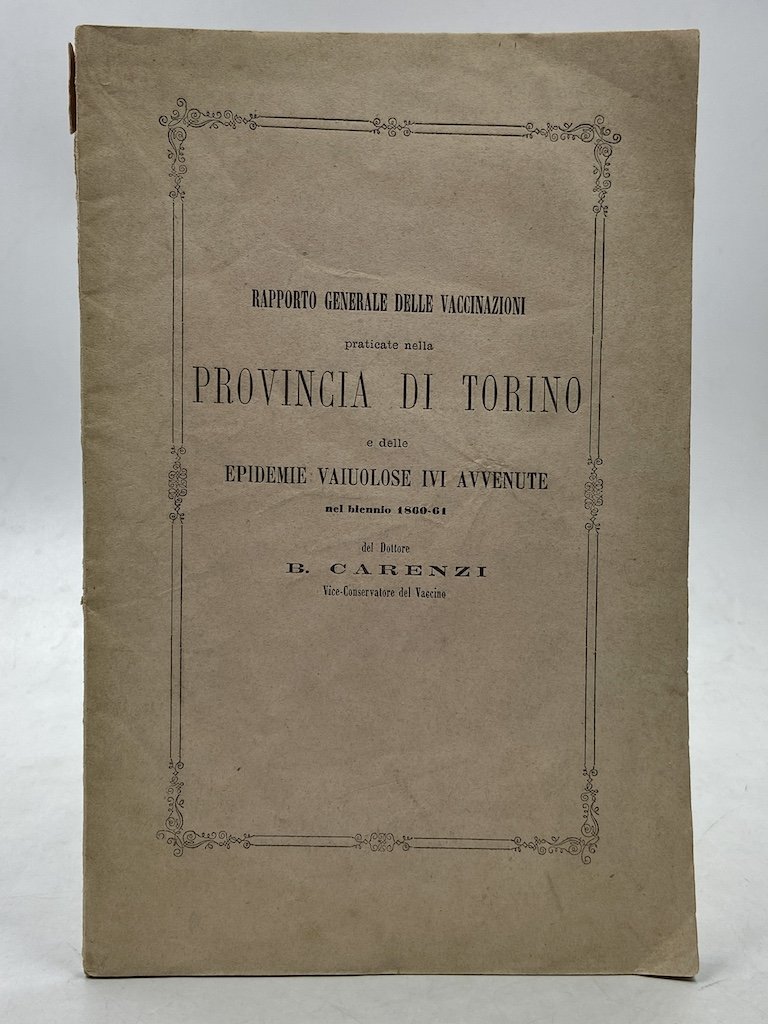 RAPPORTO GENERALE DELLE VACCINAZIONI
praticate nella
PROVINCIA DI TORINO
e delle
EPIDEMIE VAIUOLOSE IVI AVVENUTE
nel biennio 1860-61
del Dottore
B. CARENZI
Vice-Conservatore del Vaccino